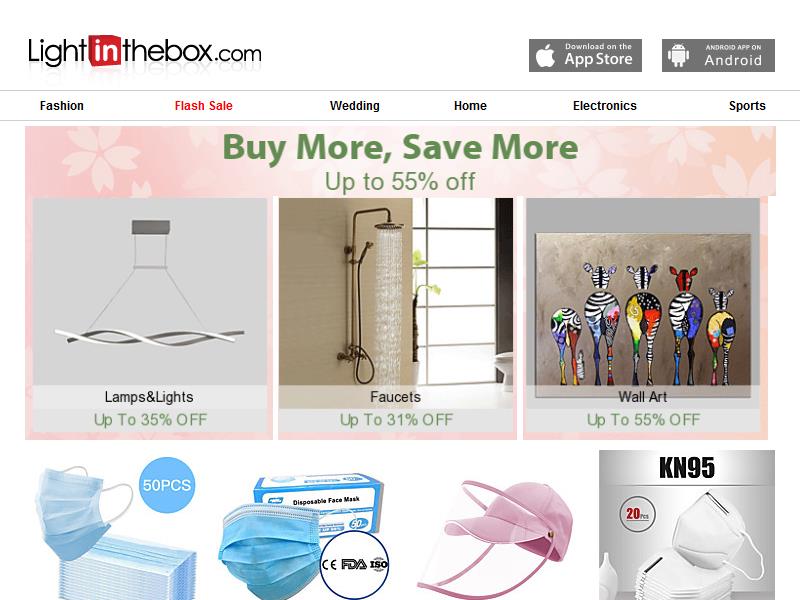 Lightinthebox.com
Download on the
App Store
ANDROID APP ON
Android
Fashion
Flash Sale
Wedding
Home
Electronics
Sports
Buy More, Save More
Up to 55% off
Lamps&Lights
Up To 35% OFF
Faucets
Up To 31% OFF
Wall Art
Up To 55% OFF
50PCS
Disposable Face Mask
CE FDA ISO
KN95
20Pcs